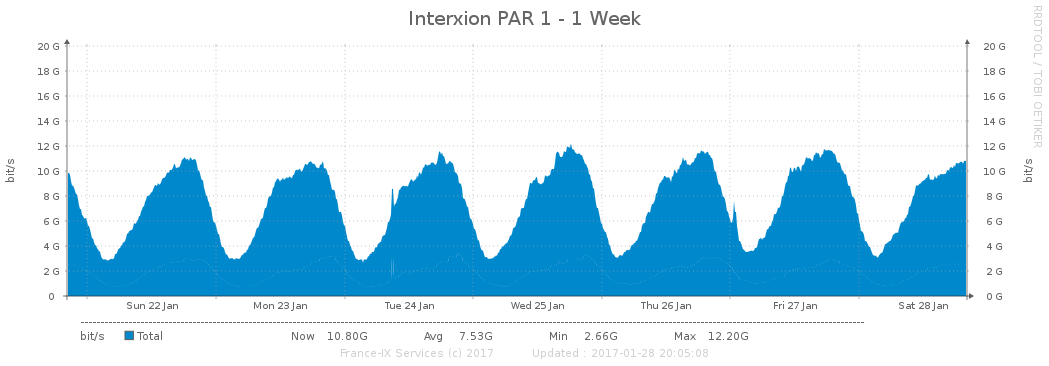 Interxion PAR 1 - 1 Week
RRDTOOL / TOBI OETIKER
bit/s
bit/s
20 G 20 G
18 G 18 G
16 G 16 G
14 G 14 G
12 G 12 G
10 G 10 G
8 G 8 G
6 G 6 G
4 G 4 G
2 G 2 G
0 0 G
Sun 22 Jan Mon 23 Jan Tue 24 Jan Wed 25 Jan Thu 26 Jan Fri 27 Jan Sat 28 Jan
bit/s Total Now 10.80G Avg 7.53G Min 2.66G Max 12.20G
France-IX Services (c) 2017 Updated : 2017-01-28 20:05:08